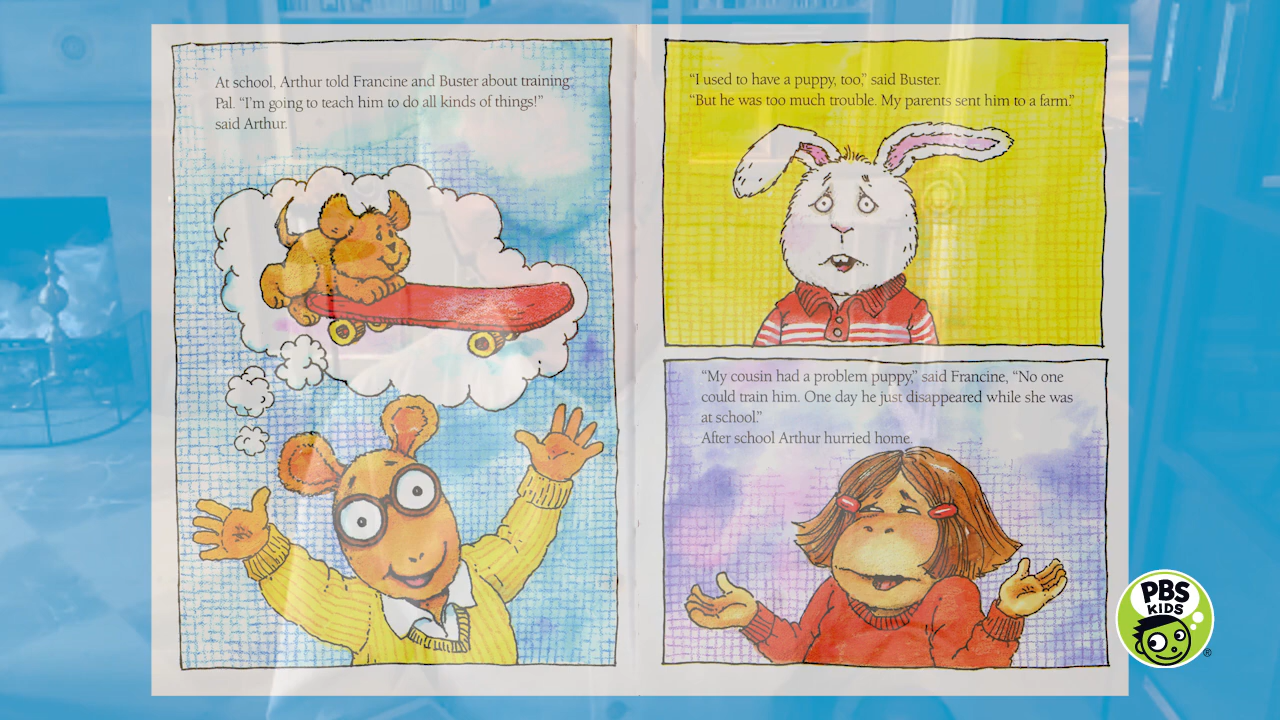 At school, Arthur told Francine and Buster about training
Pal. “I'm going to teach him to do all kinds of things!”
said Arthur.
“I used to have a puppy, too,” said Buster.
“But he was too much trouble. My parents sent him to a farm.”
“My cousin had a problem puppy,” said Francine, “No one
could train him. One day he just disappeared while she was
at school.”
After school Arthur hurried home.
PBS
KIDS
®